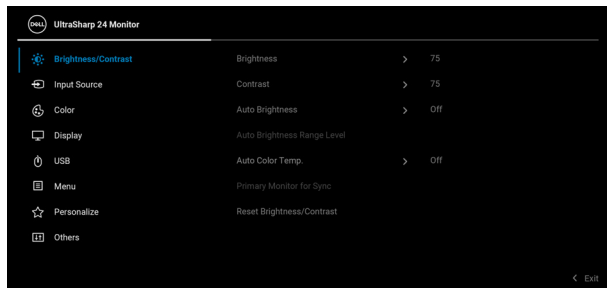 DELL UltraSharp 24 Monitor
Brightness/Contrast Brightness > 75
Input Source Contrast > 75
Color Auto Brightness > Off
Display Auto Brightness Range Level
USB Auto Color Temp. > Off
Menu Primary Monitor for Sync
Personalize Reset Brightness/Contrast
Others
< Exit